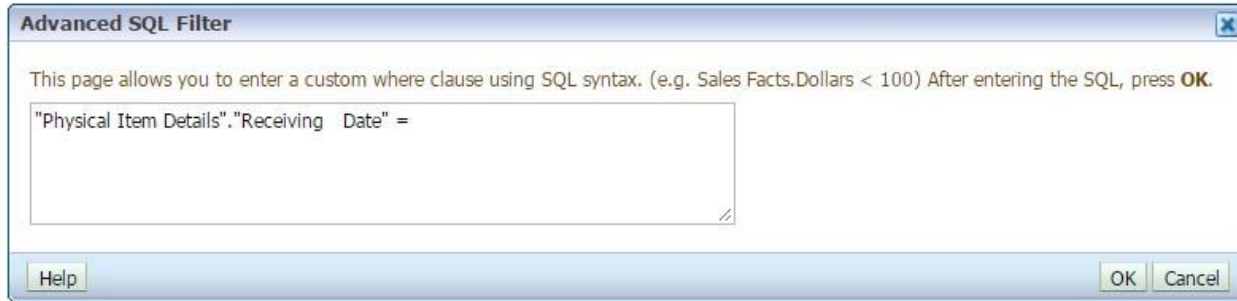 Advanced SQL Filter
This page allows you to enter a custom where clause using SQL syntax. (e.g. Sales Facts.Dollars < 100) After entering the SQL, press OK.
"Physical Item Details"."Receiving   Date" =
Help OK Cancel